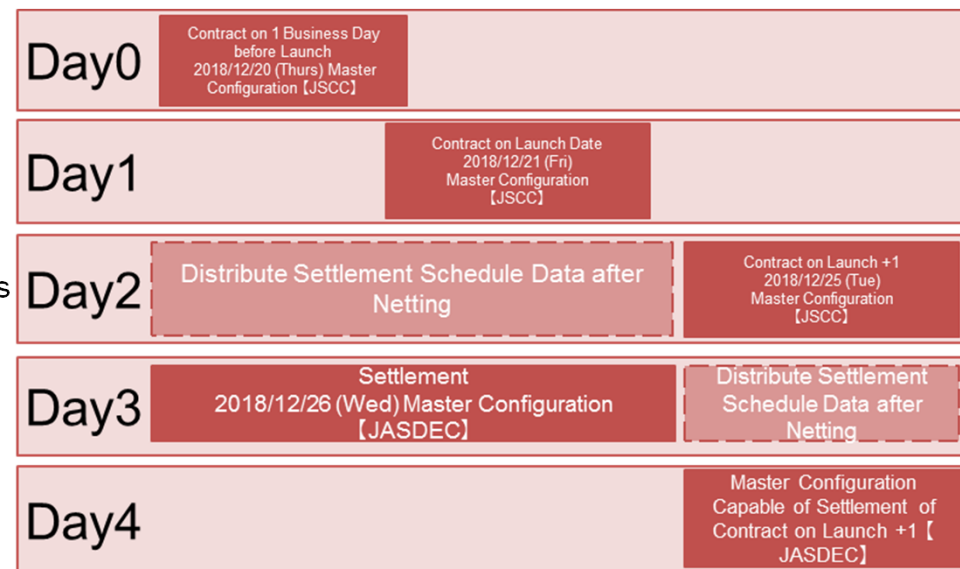 Day0
Contract on 1 Business Day
before Launch
2018/12/20 (Thurs) Master
Configuration【JSCC】
Day1
Contract on Launch Date
2018/12/21 (Fri)
Master Configuration
【JSCC】
s
Day2
Distribute Settlement Schedule Data after
Netting
Contract on Launch +1
2018/12/25 (Tue)
Master Configuration
【JSCC】
Day3
Settlement
2018/12/26 (Wed) Master Configuration
【JASDEC】
Distribute Settlement
Schedule Data after
Netting
Day4
Master Configuration
Capable of Settlement of
Contract on Launch +1【
JASDEC】